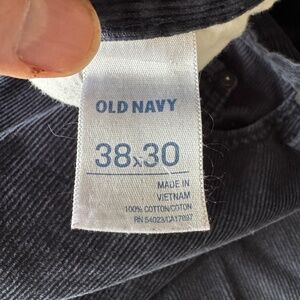 OLD NAVY
38x30
MADE IN
VIETNAM
100% COTTON/COTON
RN 54023/CA17897